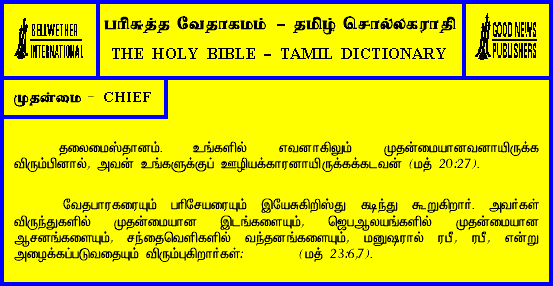 BELLWETHER
INTERNATIONAL
பரிசுத்த வேதாகமம் - தமிழ் சொல்லகராதி
THE HOLY BIBLE - TAMIL DICTIONARY
GOOD NEWS
PUBLISHERS
முதன்மை - CHIEF
தலைமைஸ்தானம். உங்களில் எவனாகிலும் முதன்மையானவனாயிருக்க
விரும்பினால், அவன் உங்களுக்குப் ஊழியக்காரனாயிருக்கக்கடவன் (மத் 20:27).
வேதபாரகரையும் பரிசேயரையும் இயேசுகிறிஸ்து கடிந்து கூறுகிறார். அவர்கள்
விருந்துகளில் முதன்மையான இடங்களையும், ஜெபஆலயங்களில் முதன்மையான
ஆசனங்களையும், சந்தைவெளிகளில் வந்தனங்களையும், மனுஷரால் ரபீ, ரபீ, என்று
அழைக்கப்படுவதையும் விரும்புகிறார்கள்: (மத் 23:6,7).